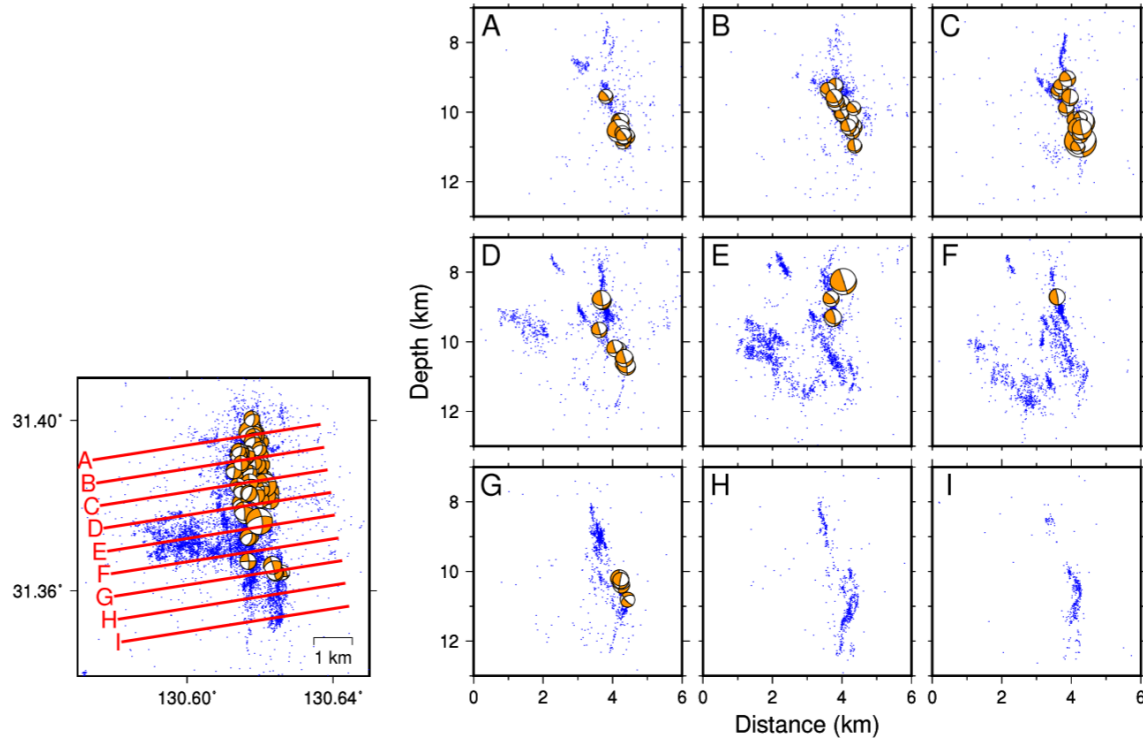 A
B
C
8
10
12
D
E
F
Depth (km)
8
10
12
31.40°
31.36°
A
B
C
D
E
F
G
H
I
1 km
130.60°
130.64°
G
H
I
8
10
12
0 2 4 6
0 2 4 6
0 2 4 6
Distance (km)